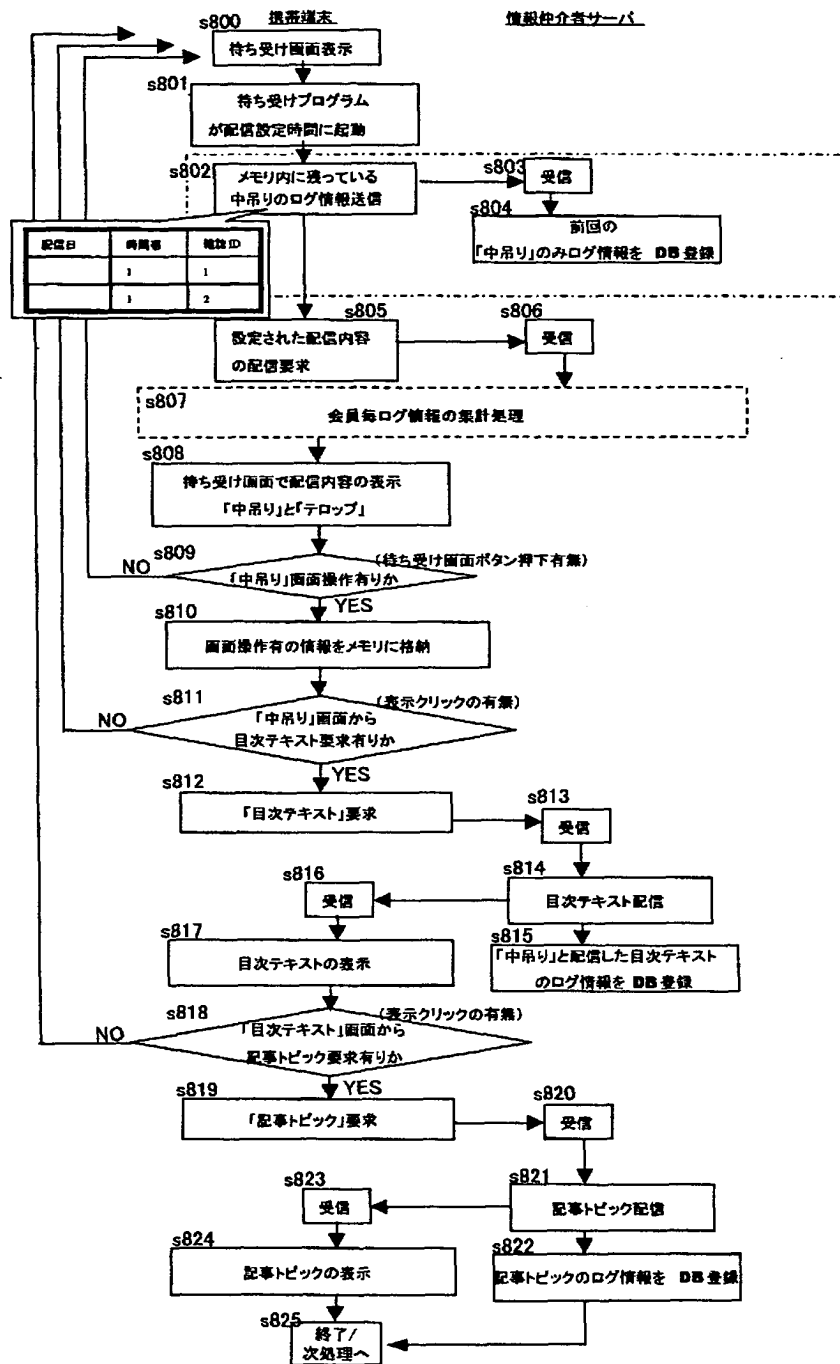 携帯端末
情報仲介者サーバ
s800
待ち受け画面表示
s801
待ち受けプログラム
が配信設定時間に起動
s802
メモリ内に残っている
中吊りのログ情報送信
s803
受信
s804
前回の
「中吊り」のみログ情報を DB登録
配信日 時間帯 雑誌ID
1 1
1 2
s805
設定された配信内容
の配信要求
s806
受信
s807
会員毎ログ情報の集計処理
s808
待ち受け画面で配信内容の表示
「中吊り」と「テロップ」
s809
(待ち受け画面ボタン押下有無)
NO
「中吊り」画面操作有りか
YES
s810
画面操作有の情報をメモリに格納
s811
(表示クリックの有無)
NO
「中吊り」画面から
目次テキスト要求有りか
YES
s812
「目次テキスト」要求
s813
受信
s814
目次テキスト配信
s815
「中吊り」と配信した目次テキスト
のログ情報を DB登録
s816
受信
s817
目次テキストの表示
s818
(表示クリックの有無)
NO
「目次テキスト」画面から
記事トピック要求有りか
YES
s819
「記事トピック」要求
s820
受信
s821
記事トピック配信
s822
記事トピックのログ情報を DB登録
s823
受信
s824
記事トピックの表示
s825
終了/
次処理へ